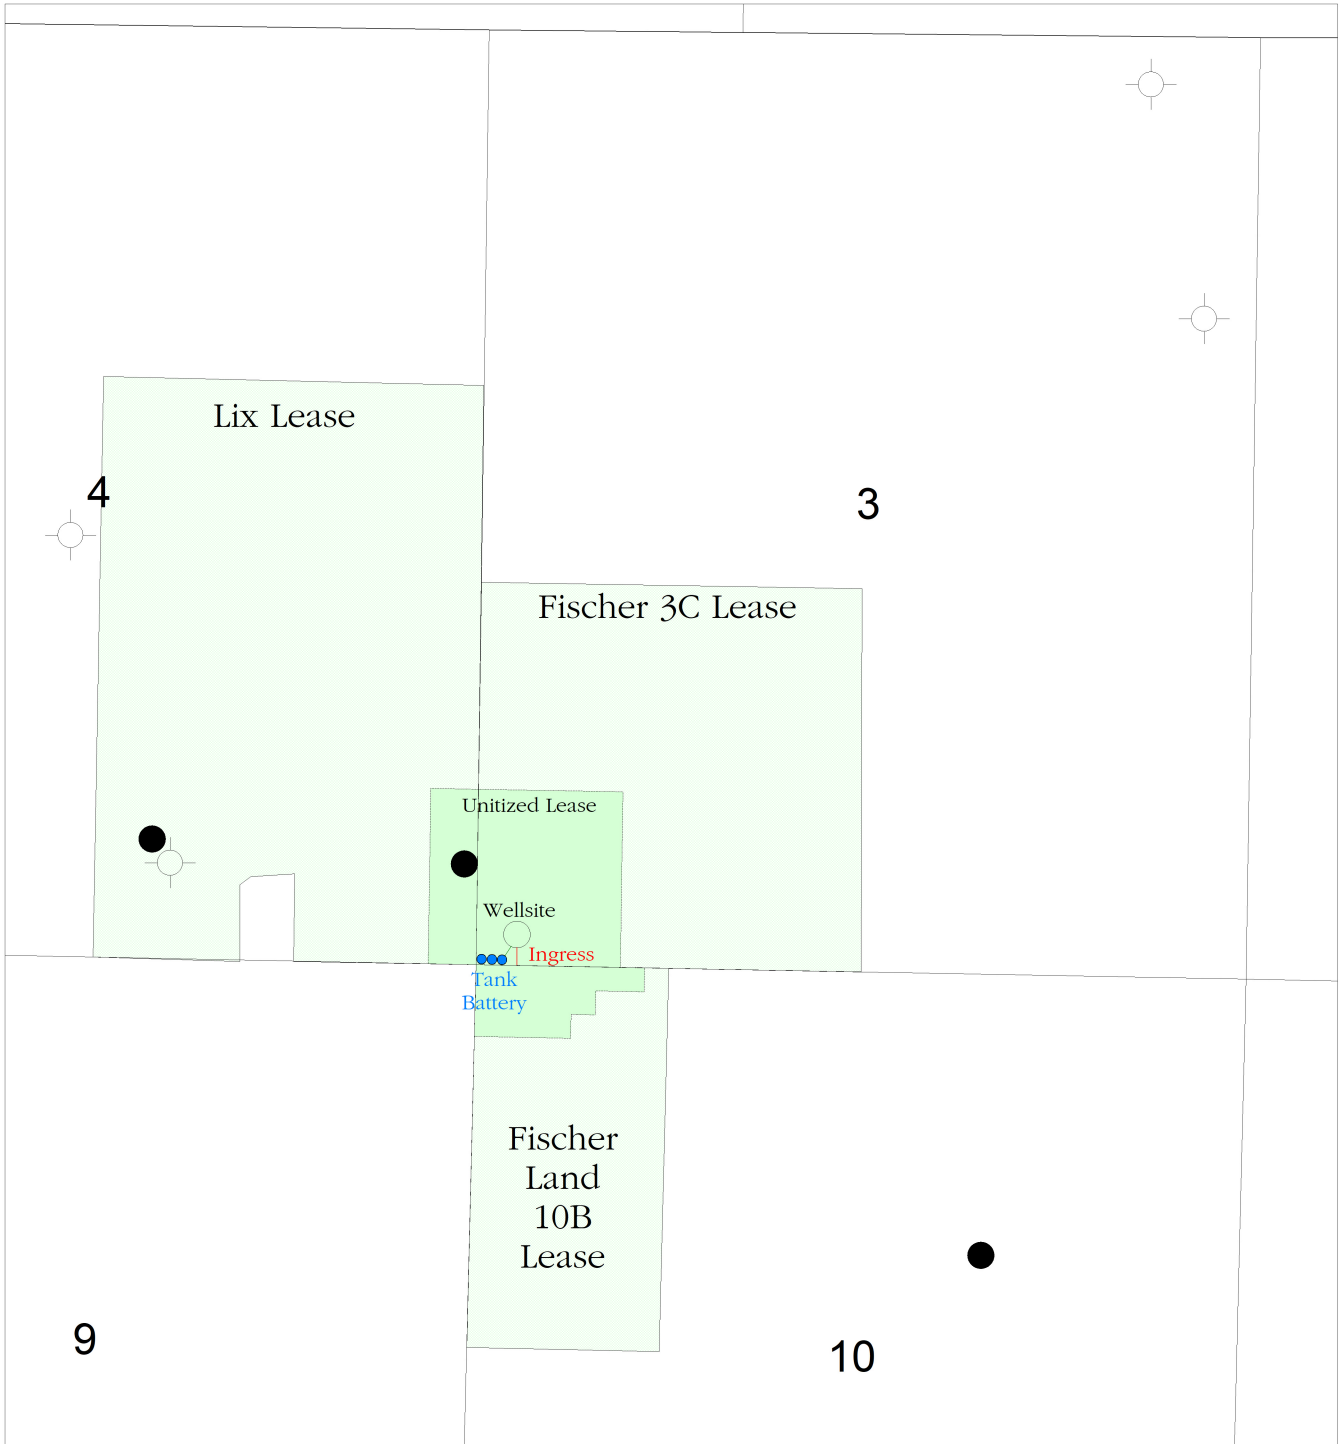 Lix Lease
4
3
Fischer 3C Lease
Unitized Lease
Wellsite
Ingress
Tank
Battery
Fischer
Land
10B
Lease
9
10